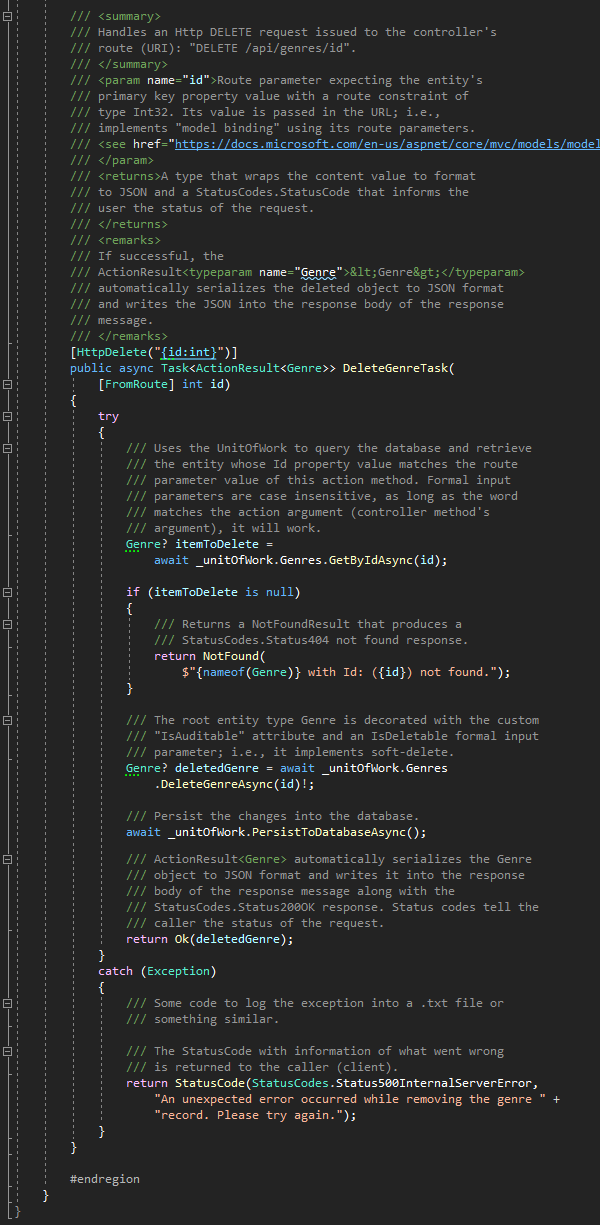 /// <summary>
/// Handles an Http DELETE request issued to the controller's
/// route (URI): "DELETE /api/genres/id".
/// </summary>
/// <param name="id">Route parameter expecting the entity's
/// primary key property value with a route constraint of
/// type Int32. Its value is passed in the URL; i.e.,
/// implements "model binding" using its route parameters.
/// <see href="https://docs.microsoft.com/en-us/aspnet/core/mvc/models/model
/// </param>
/// <returns>A type that wraps the content value to format
/// to JSON and a StatusCodes.StatusCode that informs the
/// user the status of the request.
/// </returns>
/// <remarks>
/// If successful, the
/// ActionResult<typeparam name="Genre">&lt;Genre&gt;</typeparam>
/// automatically serializes the deleted object to JSON format
/// and writes the JSON into the response body of the response
/// message.
/// </remarks>
[HttpDelete("{id:int}")]
public async Task<ActionResult<Genre>> DeleteGenreTask(
[FromRoute] int id)
{
try
{
/// Uses the UnitOfWork to query the database and retrieve
/// the entity whose Id property value matches the route
/// parameter value of this action method. Formal input
/// parameters are case insensitive, as long as the word
/// matches the action argument (controller method's
/// argument), it will work.
Genre? itemToDelete =
await _unitOfWork.Genres.GetByIdAsync(id);
if (itemToDelete is null)
{
/// Returns a NotFoundResult that produces a
/// StatusCodes.Status404 not found response.
return NotFound(
$"{nameof(Genre)} with Id: ({id}) not found.");
}
/// The root entity type Genre is decorated with the custom
/// "IsAuditable" attribute and an IsDeletable formal input
/// parameter; i.e., it implements soft-delete.
Genre? deletedGenre = await _unitOfWork.Genres
.DeleteGenreAsync(id)!;
/// Persist the changes into the database.
await _unitOfWork.PersistToDatabaseAsync();
/// ActionResult<Genre> automatically serializes the Genre
/// object to JSON format and writes it into the response
/// body of the response message along with the
/// StatusCodes.Status200OK response. Status codes tell the
/// caller the status of the request.
return Ok(deletedGenre);
}
catch (Exception)
{
/// Some code to log the exception into a .txt file or
/// something similar.
/// The StatusCode with information of what went wrong
/// is returned to the caller (client).
return StatusCode(StatusCodes.Status500InternalServerError,
"An unexpected error occurred while removing the genre " +
"record. Please try again.");
}
}
#endregion
}
}